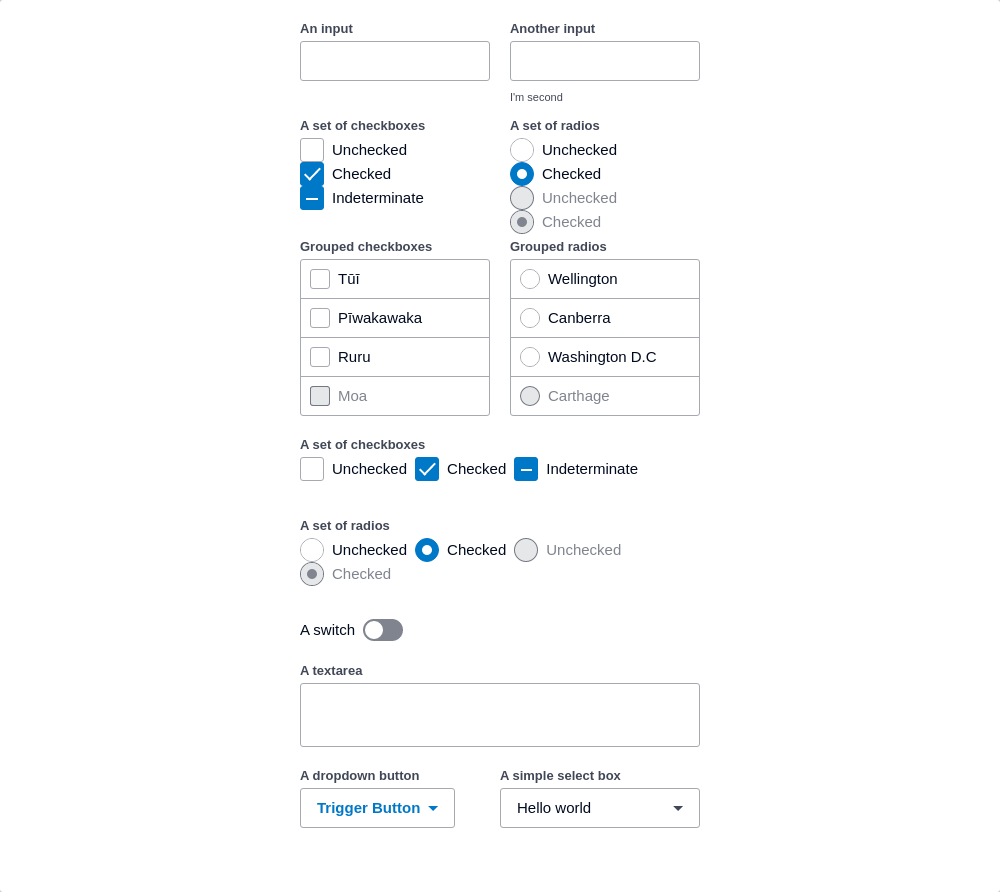 An input
Another input
I'm second
A set of checkboxes
Unchecked
Checked
Indeterminate
A set of radios
Unchecked
Checked
Unchecked
Checked
Grouped checkboxes
Tūī
Pīwakawaka
Ruru
Moa
Grouped radios
Wellington
Canberra
Washington D.C
Carthage
A set of checkboxes
Unchecked Checked Indeterminate
A set of radios
Unchecked Checked Unchecked
Checked
A switch
A textarea
A dropdown button
Trigger Button
A simple select box
Hello world